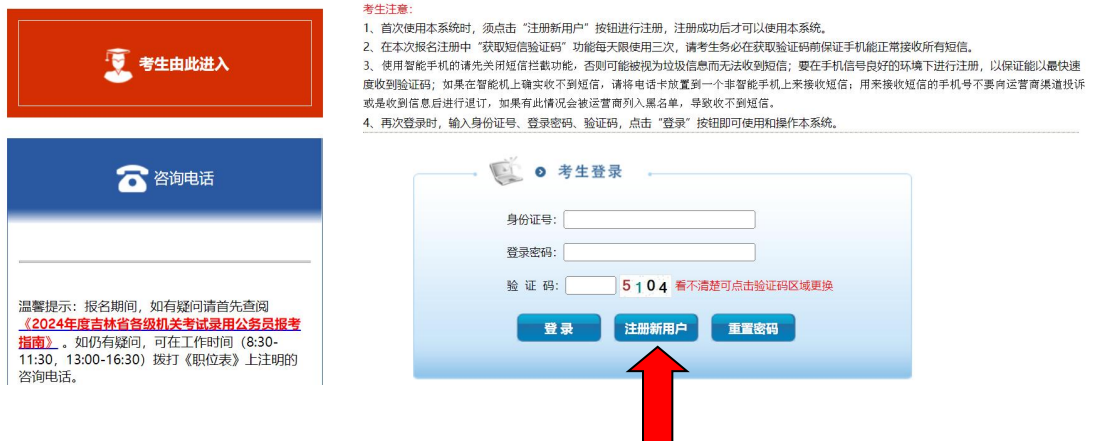 考生由此进入
咨询电话
温馨提示：报名期间，如有疑问请首先查阅
《2024年度吉林省各级机关考试录用公务员报考
指南》。如仍有疑问，可在工作时间（8:30-
11:30，13:00-16:30）拨打《职位表》上注明的
咨询电话。
考生注意：
1、首次使用本系统时，须点击“注册新用户”按钮进行注册，注册成功后才可以使用本系统。
2、在本次报名注册中“获取短信验证码”功能每天限使用三次，请考生务必在获取验证码前保证手机能正常接收所有短信。
3、使用智能手机的请先关闭短信拦截功能，否则可能被视为垃圾信息而无法收到短信；要在手机信号良好的环境下进行注册，以保证能以最快速
度收到验证码；如果在智能机上确实收不到短信，请将电话卡放置到一个非智能手机上来接收短信；用来接收短信的手机号不要向运营商渠道投诉
或是收到信息后进行退订，如果有此情况会被运营商列入黑名单，导致收不到短信。
4、再次登录时，输入身份证号、登录密码、验证码，点击“登录”按钮即可使用和操作本系统。
考生登录
身份证号：
登录密码：
验 证 码： 5104 看不清楚可点击验证码区域更换
登 录 注册新用户 重置密码